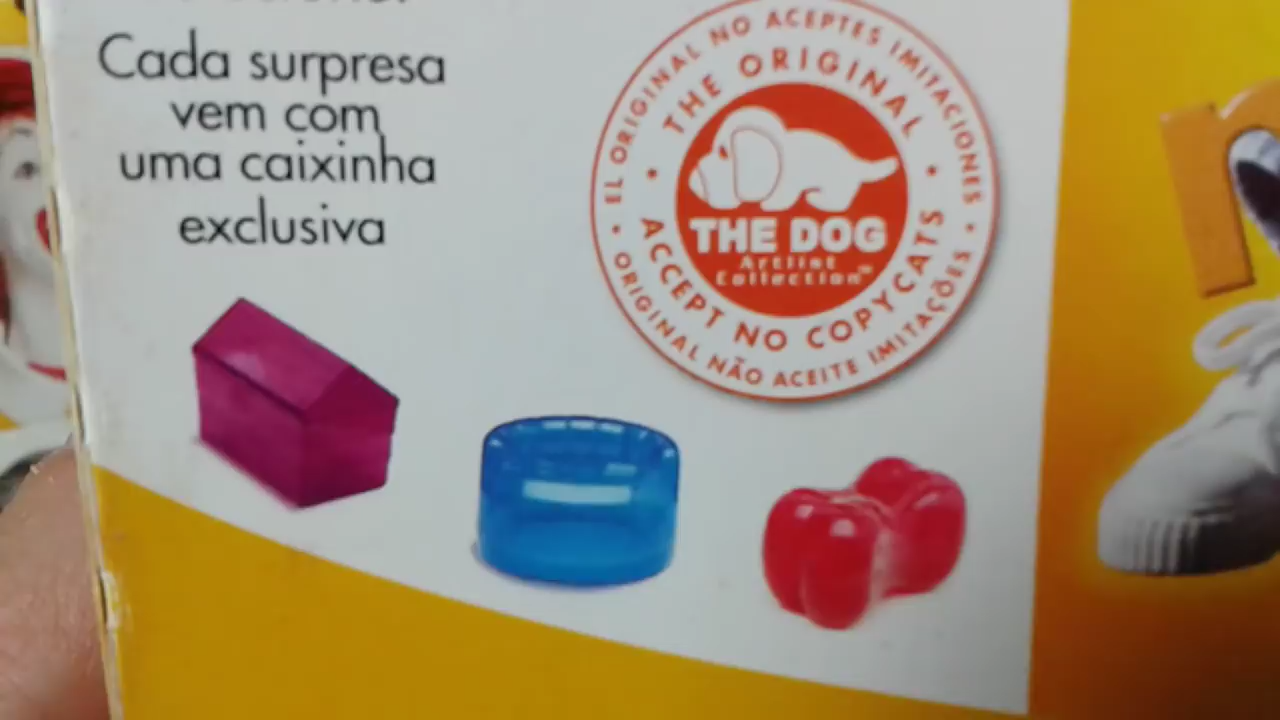 Cada surpresa
vem com
uma caixinha
exclusiva
EL ORIGINAL NO ACEPTES IMITACIONES
• ORIGINAL NÃO ACEITE IMITAÇÕES •
THE ORIGINAL
• ACCEPT NO COPYCATS •
THE DOG
Artlist
Collection™